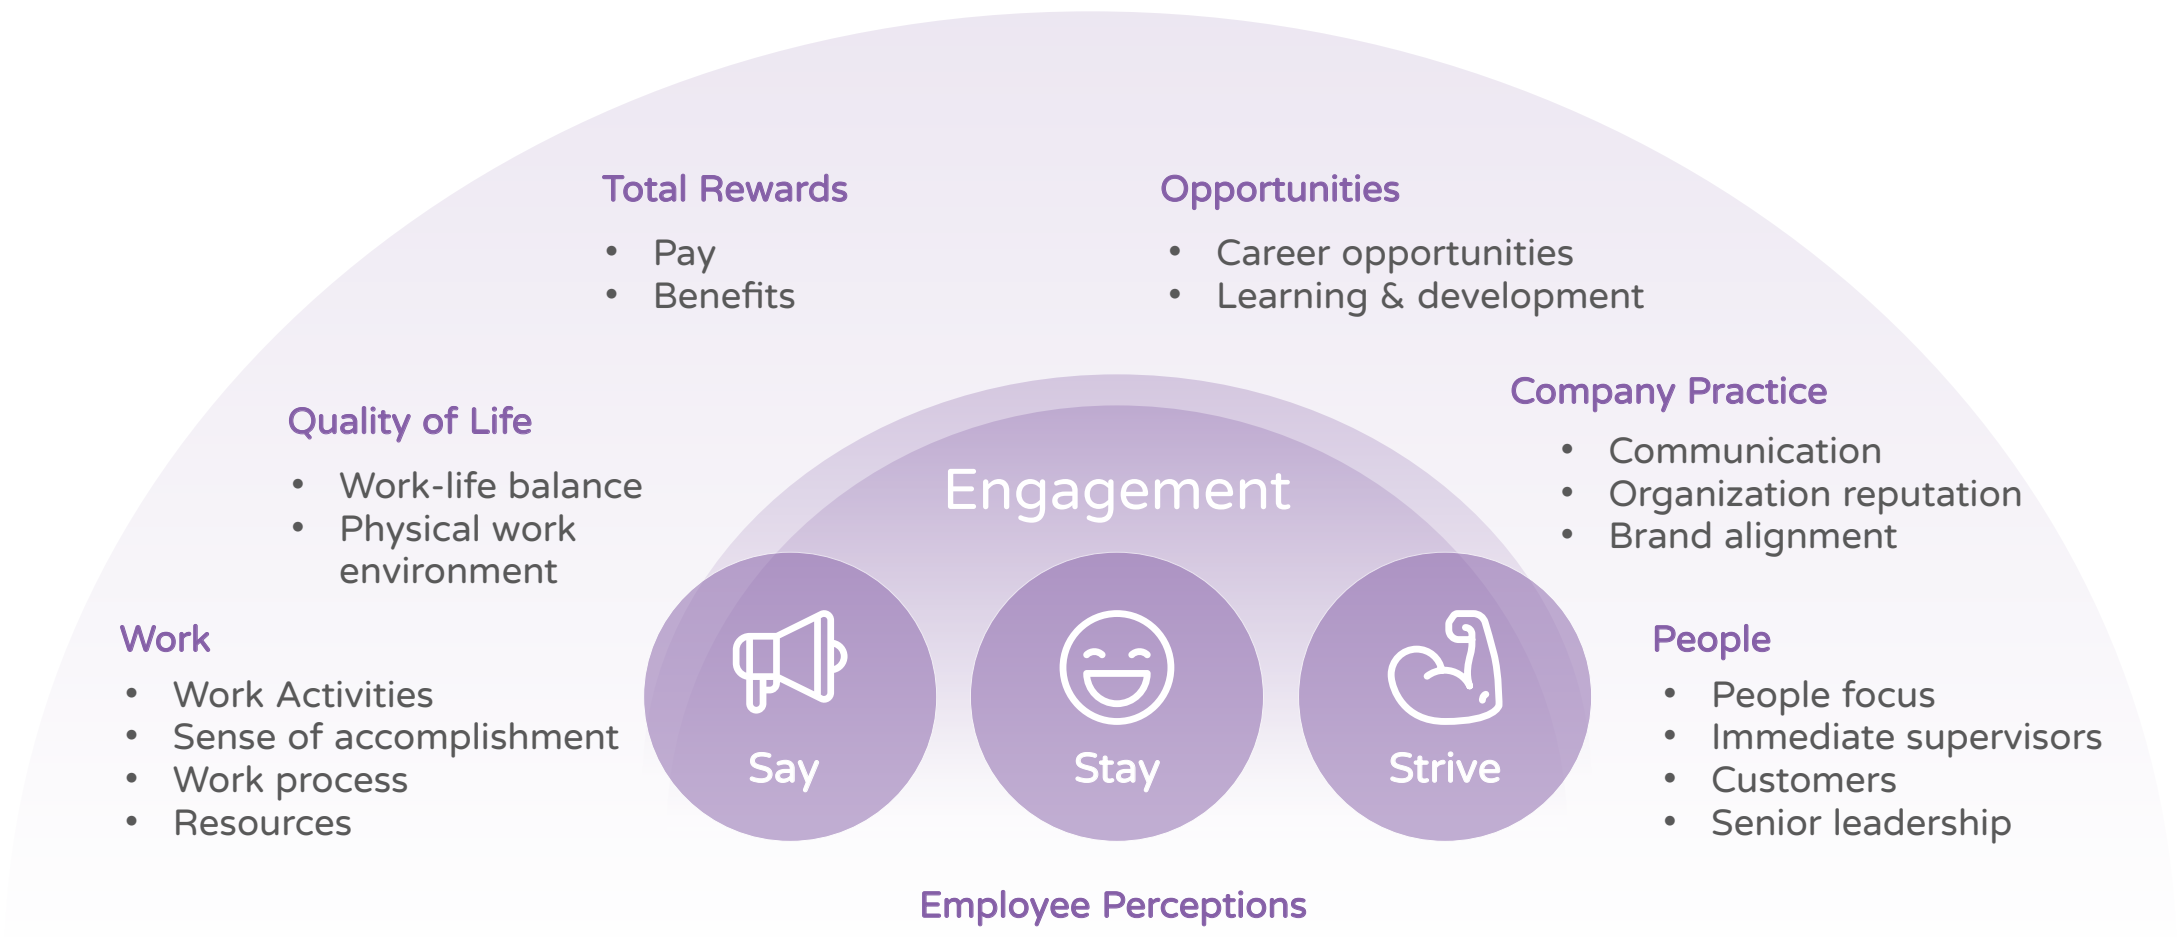 Total Rewards
• Pay
• Benefits
Opportunities
• Career opportunities
• Learning & development
Quality of Life
• Work-life balance
• Physical work
environment
Company Practice
• Communication
• Organization reputation
• Brand alignment
Work
• Work Activities
• Sense of accomplishment
• Work process
• Resources
Engagement
Say
Stay
Strive
People
• People focus
• Immediate supervisors
• Customers
• Senior leadership
Employee Perceptions